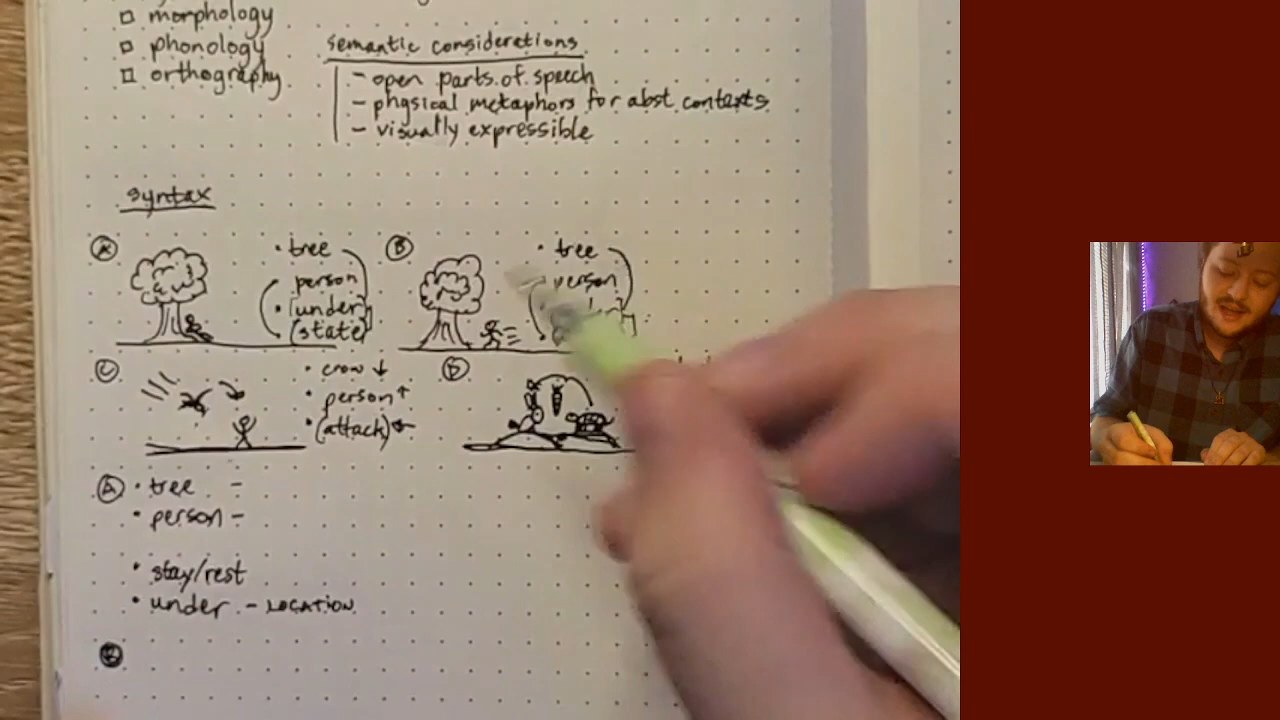 □ morphology
□ phonology
□ orthography
semantic considerations
- open parts of speech
- physical metaphors for abst contexts
- visually expressible
syntax
A
• tree
person
• (under)
(state)
B
• tree
person
C
• crow ↓
• person ↑
• (attack)
D
A • tree -
• person -
• stay/rest
• under - LOCATION
B